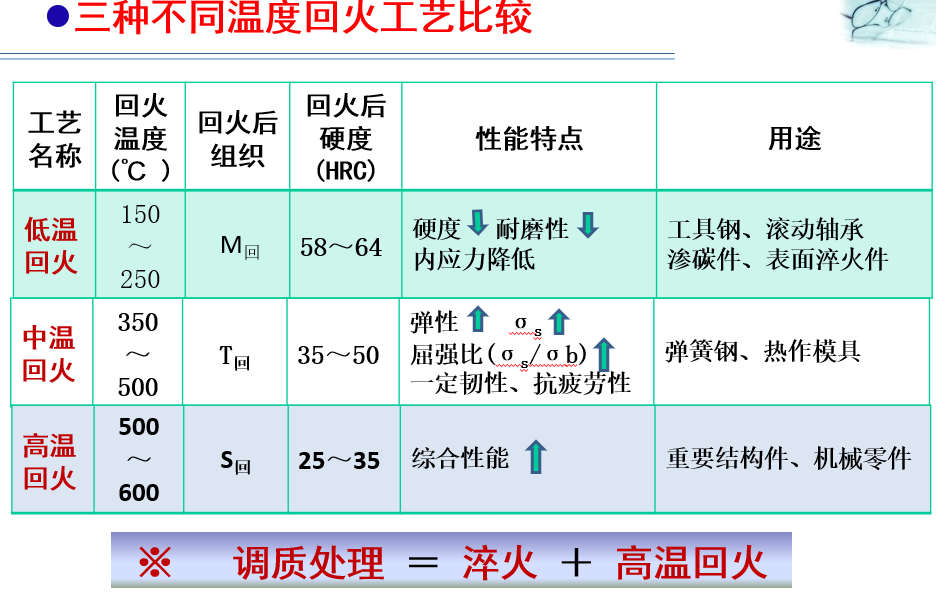 ●三种不同温度回火工艺比较
工艺
名称
回火
温度
(℃ )
回火后
组织
回火后
硬度
(HRC)
性能特点
用途
低温
回火
150
～
250
M回
58～64
硬度↓ 耐磨性↓
内应力降低
工具钢、滚动轴承
渗碳件、表面淬火件
中温
回火
350
～
500
T回
35～50
弹性↑ σs↑
屈强比(σs/σb)↑
一定韧性、抗疲劳性
弹簧钢、热作模具
高温
回火
500
～
600
S回
25～35
综合性能 ↑
重要结构件、机械零件
※ 调质处理 ＝ 淬火 ＋ 高温回火